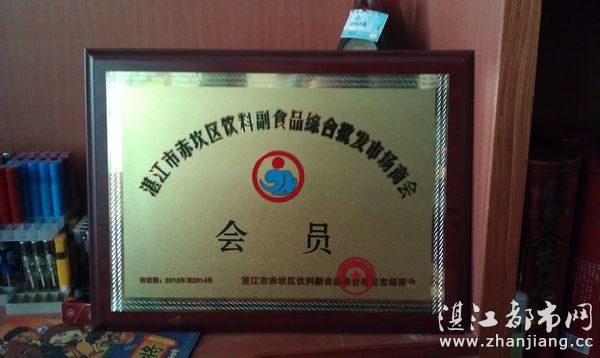 湛江市赤坎区饮料副食品综合批发市场商会
会员
有效期：2012年至2014年
湛江市赤坎区饮料副食品综合批发市场商会
湛江都市网
www.zhanjiang.cc